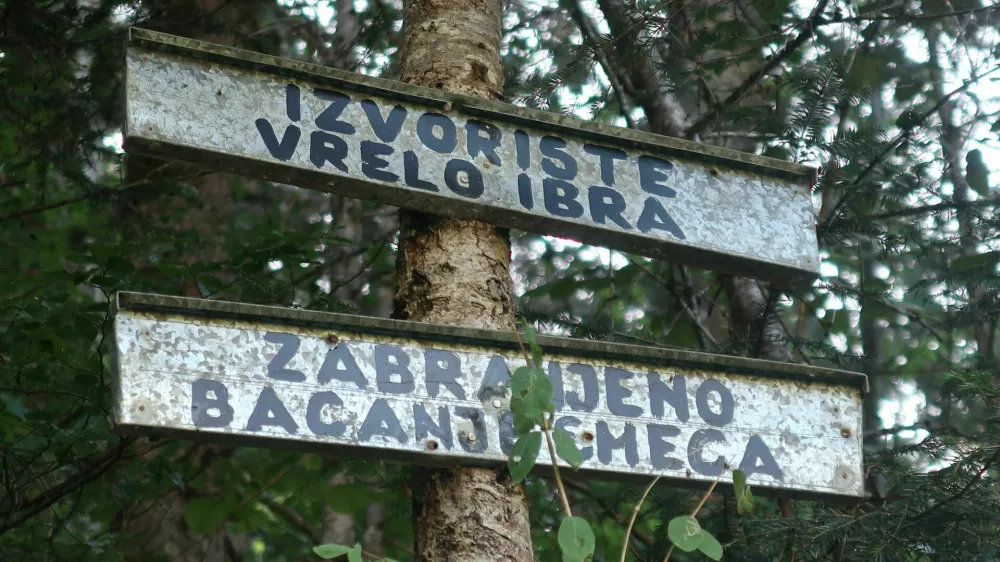 IZVORISTE
VRELO IBRA
ZABRANJENO
BACANJE SMECA